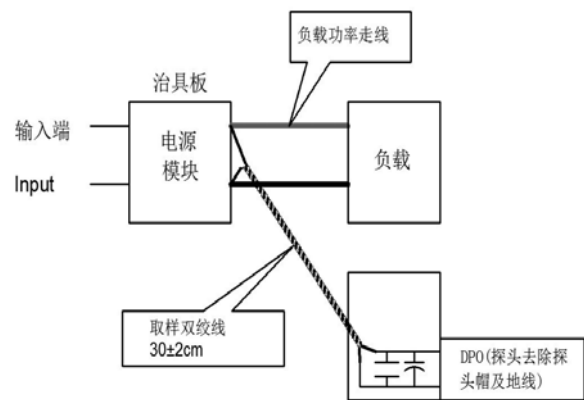 负载功率走线
治具板
输入端
Input
电源
模块
负载
取样双绞线
30±2cm
DPO(探头去除探
头帽及地线)